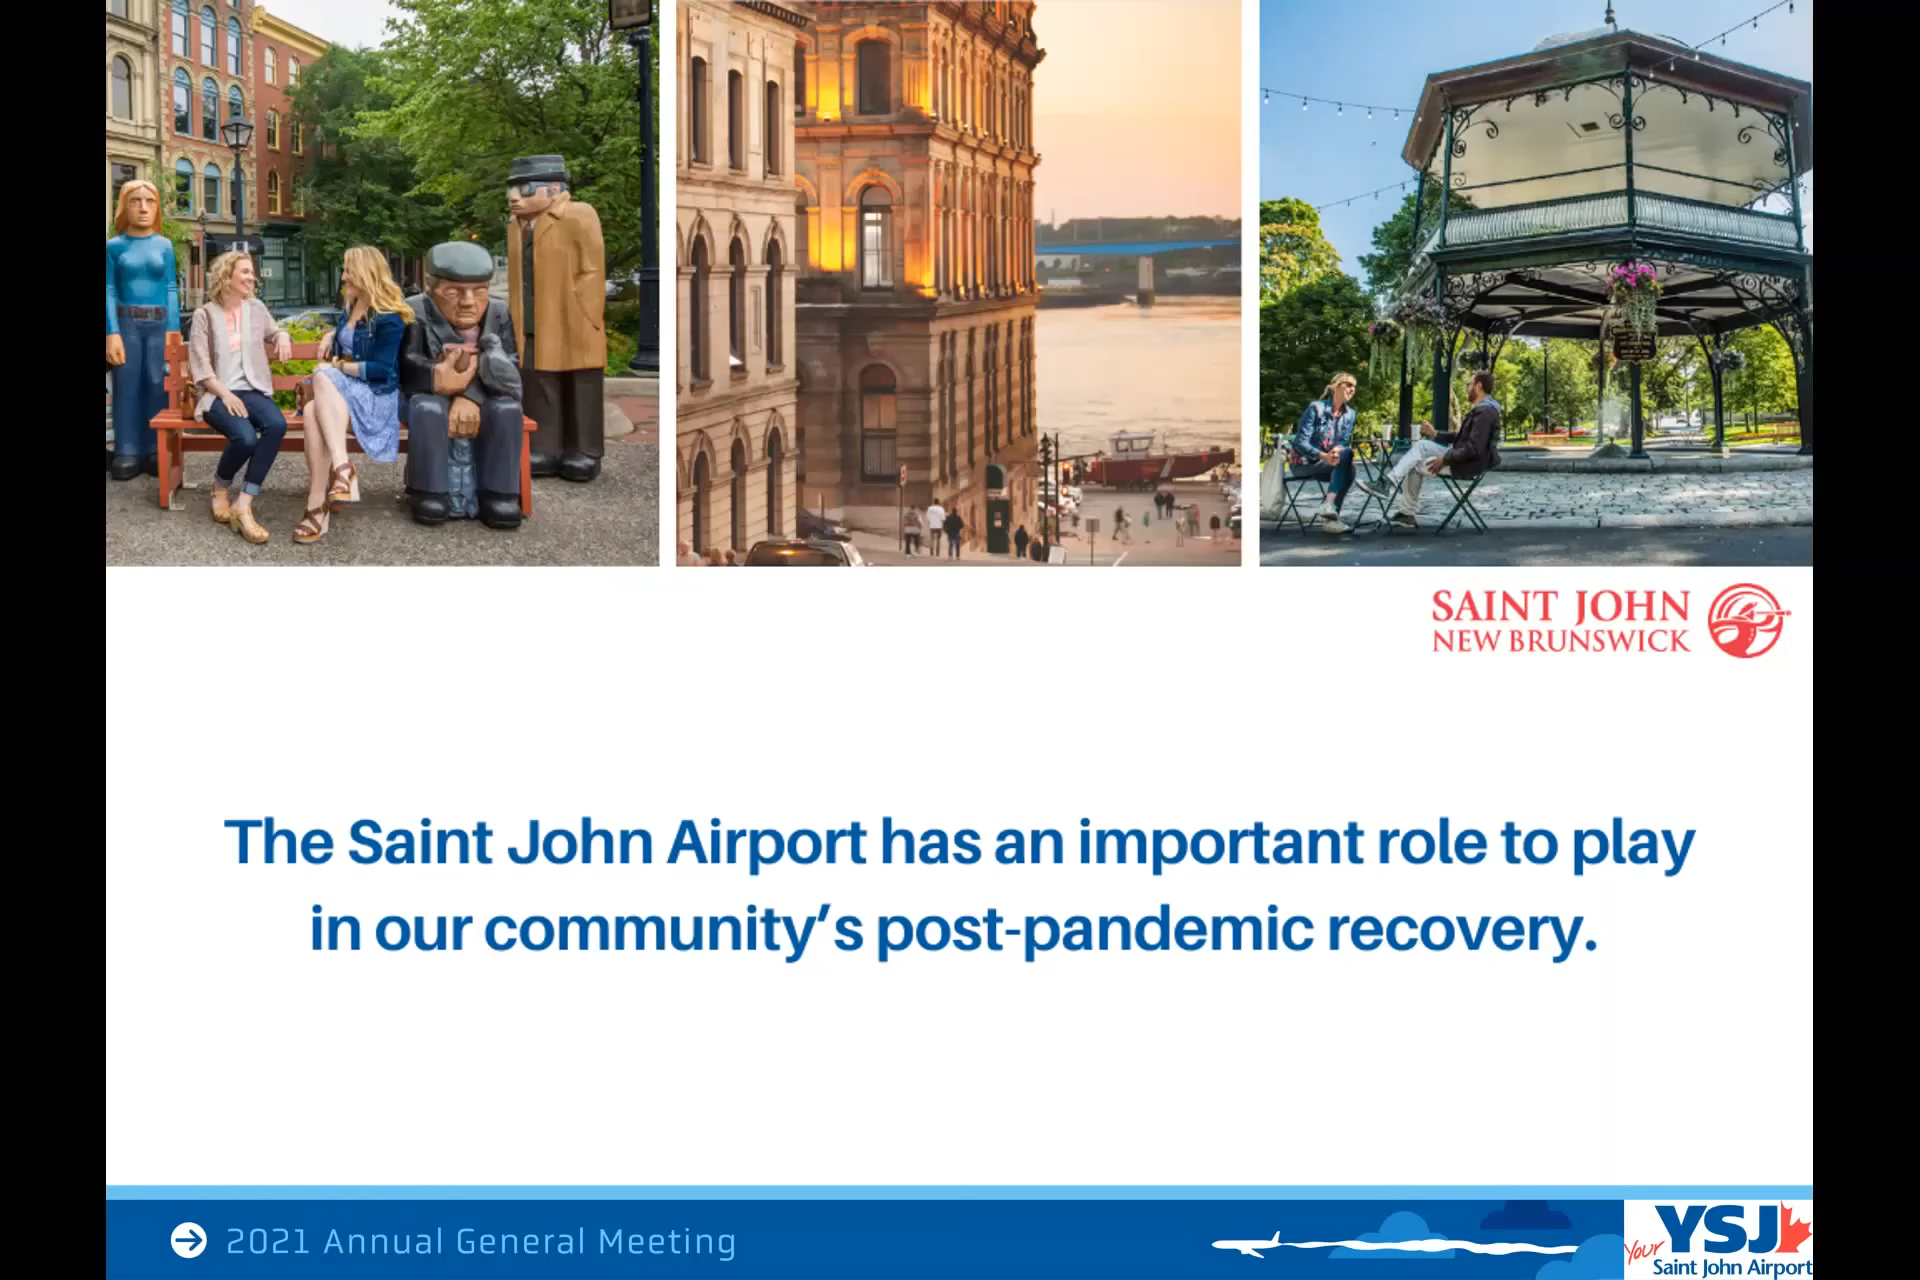 SAINT JOHN
NEW BRUNSWICK
The Saint John Airport has an important role to play
in our community's post-pandemic recovery.
2021 Annual General Meeting
Your YSJ
Saint John Airport